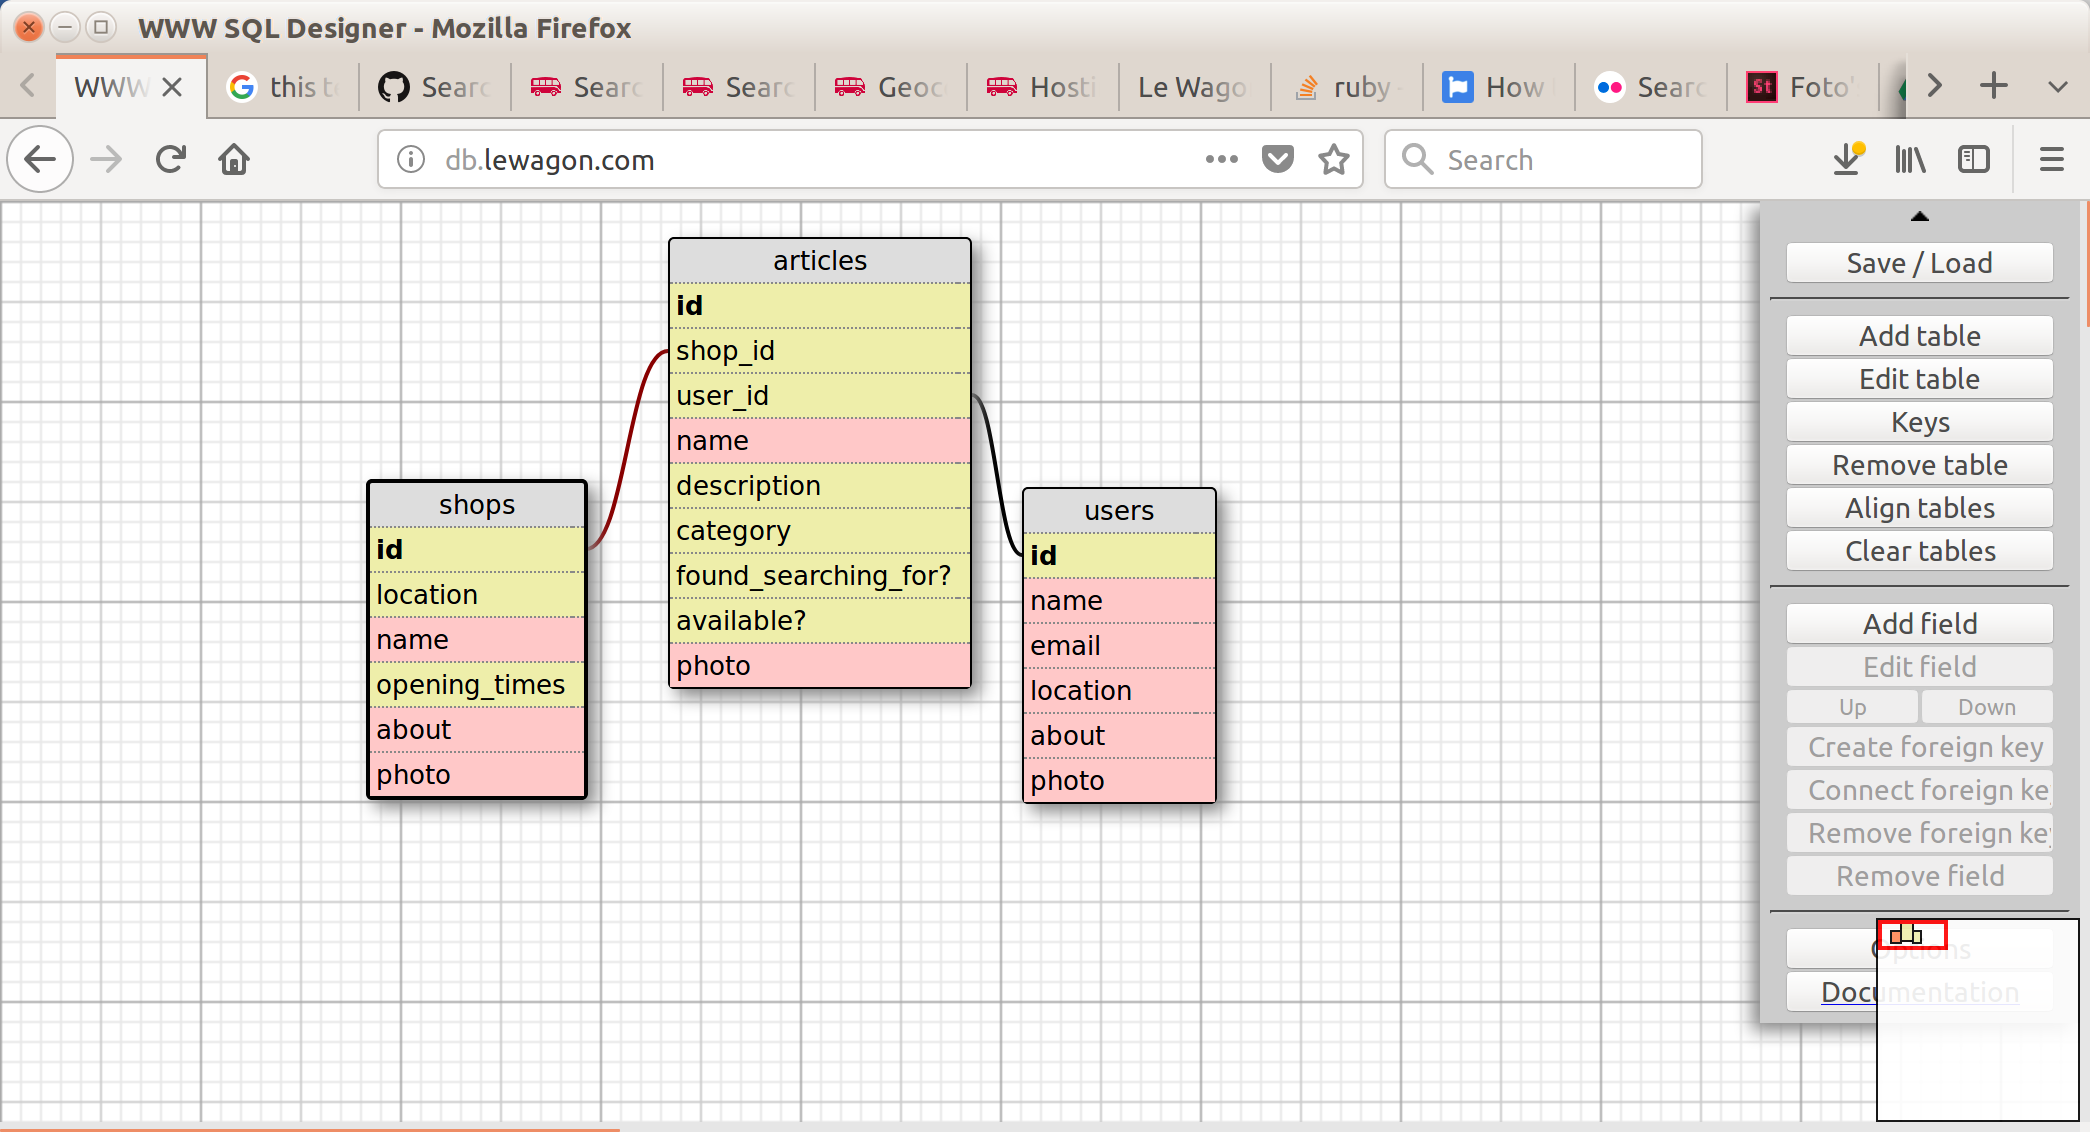 WWW SQL Designer - Mozilla Firefox
WWW
this t
Searc
Searc
Searc
Geoc
Hosti
Le Wago
ruby
How
Searc
St
Foto'
db.lewagon.com
Search
articles
id
shop_id
user_id
name
description
category
found_searching_for?
available?
photo
shops
id
location
name
opening_times
about
photo
users
id
name
email
location
about
photo
Save / Load
Add table
Edit table
Keys
Remove table
Align tables
Clear tables
Add field
Edit field
Up Down
Create foreign key
Connect foreign ke
Remove foreign ke
Remove field
Options
Documentation